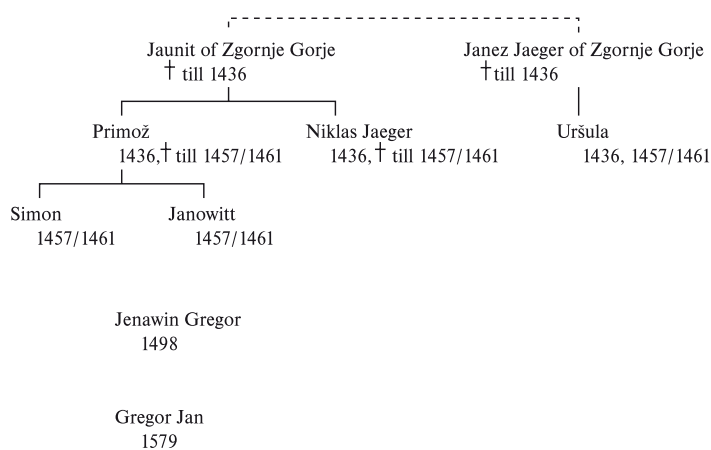 Jaunit of Zgornje Gorje Janez Jaeger of Zgornje Gorje
† till 1436 † till 1436
Primož Niklas Jaeger Uršula
1436, † till 1457/1461 1436, † till 1457/1461 1436, 1457/1461
Simon Janowitt
1457/1461 1457/1461
Jenawin Gregor
1498
Gregor Jan
1579